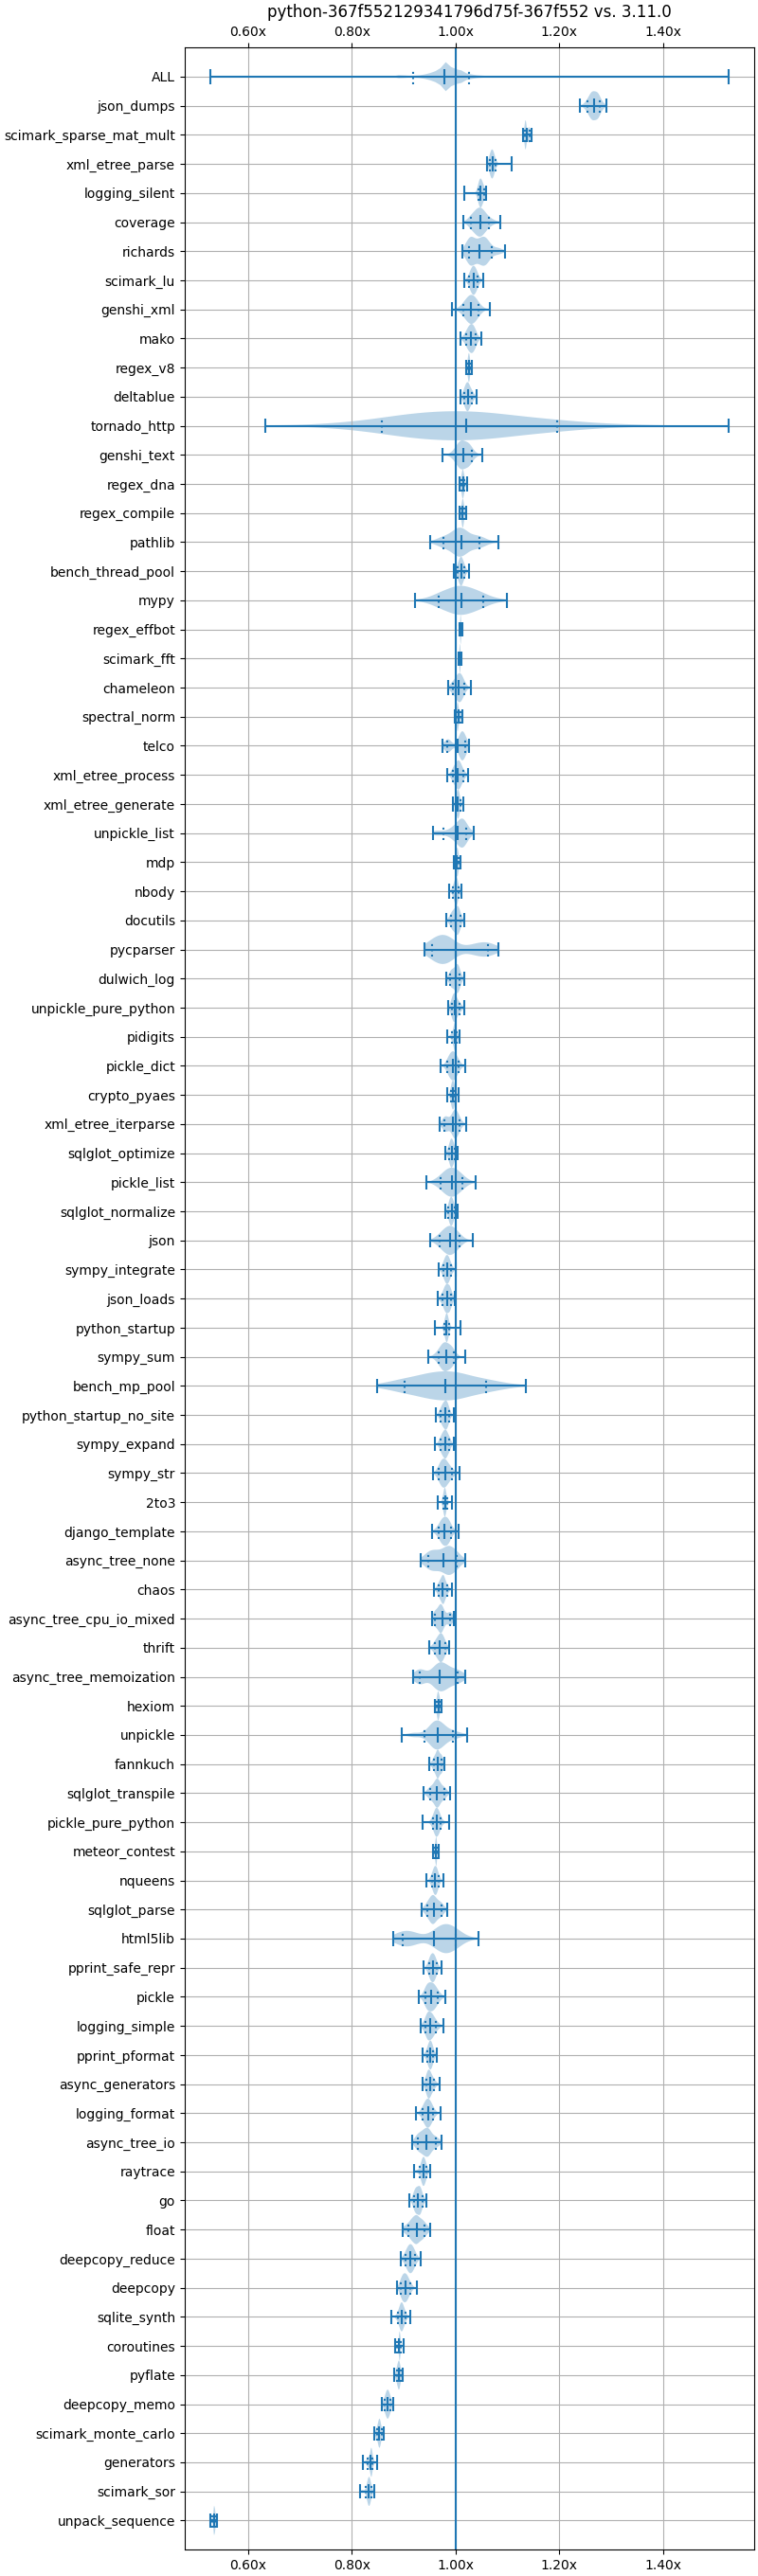 python-367f552129341796d75f-367f552 vs. 3.11.0
0.60x 0.80x 1.00x 1.20x 1.40x
ALL
json_dumps
scimark_sparse_mat_mult
xml_etree_parse
logging_silent
coverage
richards
scimark_lu
genshi_xml
mako
regex_v8
deltablue
tornado_http
genshi_text
regex_dna
regex_compile
pathlib
bench_thread_pool
mypy
regex_effbot
scimark_fft
chameleon
spectral_norm
telco
xml_etree_process
xml_etree_generate
unpickle_list
mdp
nbody
docutils
pycparser
dulwich_log
unpickle_pure_python
pidigits
pickle_dict
crypto_pyaes
xml_etree_iterparse
sqlglot_optimize
pickle_list
sqlglot_normalize
json
sympy_integrate
json_loads
python_startup
sympy_sum
bench_mp_pool
python_startup_no_site
sympy_expand
sympy_str
2to3
django_template
async_tree_none
chaos
async_tree_cpu_io_mixed
thrift
async_tree_memoization
hexiom
unpickle
fannkuch
sqlglot_transpile
pickle_pure_python
meteor_contest
nqueens
sqlglot_parse
html5lib
pprint_safe_repr
pickle
logging_simple
pprint_pformat
async_generators
logging_format
async_tree_io
raytrace
go
float
deepcopy_reduce
deepcopy
sqlite_synth
coroutines
pyflate
deepcopy_memo
scimark_monte_carlo
generators
scimark_sor
unpack_sequence
0.60x 0.80x 1.00x 1.20x 1.40x